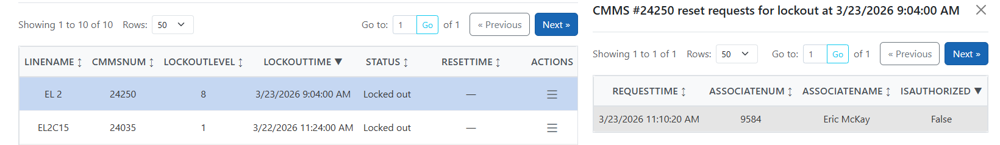 Showing 1 to 10 of 10 Rows: 50 Go to: 1 Go of 1 « Previous Next »
LINENAME ↕ CMMSNUM ↕ LOCKOUTLEVEL ↕ LOCKOUTTIME ▼ STATUS ↕ RESETTIME ↕ ACTIONS
EL 2 24250 8 3/23/2026 9:04:00 AM Locked out —
EL2C15 24035 1 3/22/2026 11:24:00 AM Locked out —
CMMS #24250 reset requests for lockout at 3/23/2026 9:04:00 AM
Showing 1 to 1 of 1 Rows: 50 Go to: 1 Go of 1 « Previous Next »
REQUESTTIME ↕ ASSOCIATENUM ↕ ASSOCIATENAME ↕ ISAUTHORIZED ▼
3/23/2026 11:10:20 AM 9584 Eric McKay False